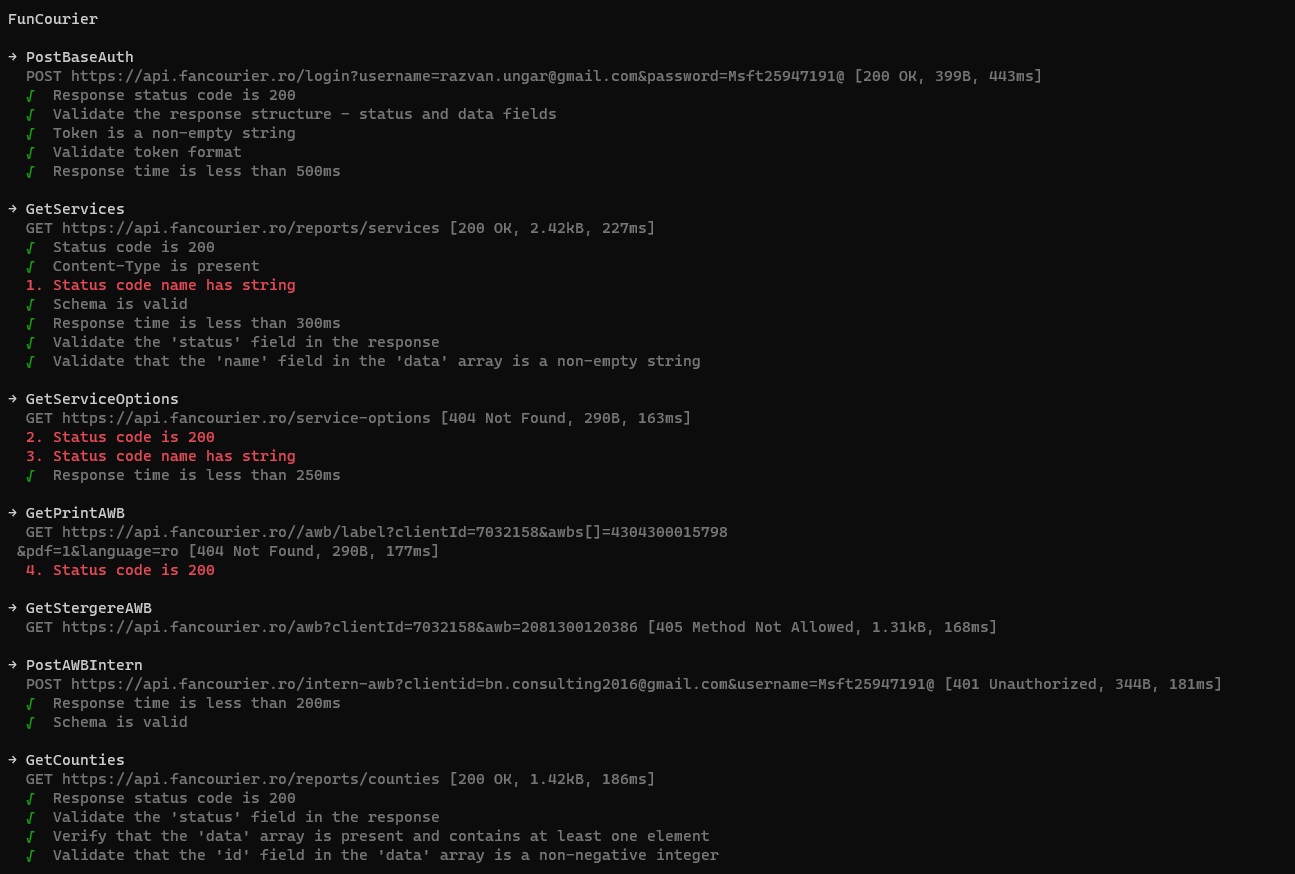 FunCourier
→ PostBaseAuth
POST https://api.fancourier.ro/login?username=razvan.ungar@gmail.com&password=Msft25947191@ [200 OK, 399B, 443ms]
√ Response status code is 200
√ Validate the response structure - status and data fields
√ Token is a non-empty string
√ Validate token format
√ Response time is less than 500ms
→ GetServices
GET https://api.fancourier.ro/reports/services [200 OK, 2.42kB, 227ms]
√ Status code is 200
√ Content-Type is present
1. Status code name has string
√ Schema is valid
√ Response time is less than 300ms
√ Validate the 'status' field in the response
√ Validate that the 'name' field in the 'data' array is a non-empty string
→ GetServiceOptions
GET https://api.fancourier.ro/service-options [404 Not Found, 290B, 163ms]
2. Status code is 200
3. Status code name has string
√ Response time is less than 250ms
→ GetPrintAWB
GET https://api.fancourier.ro//awb/label?clientId=7032158&awbs[]=4304300015798
&pdf=1&language=ro [404 Not Found, 290B, 177ms]
4. Status code is 200
→ GetStergereAWB
GET https://api.fancourier.ro/awb?clientId=7032158&awb=2081300120386 [405 Method Not Allowed, 1.31kB, 168ms]
→ PostAWBIntern
POST https://api.fancourier.ro/intern-awb?clientid=bn.consulting2016@gmail.com&username=Msft25947191@ [401 Unauthorized, 344B, 181ms]
√ Response time is less than 200ms
√ Schema is valid
→ GetCounties
GET https://api.fancourier.ro/reports/counties [200 OK, 1.42kB, 186ms]
√ Response status code is 200
√ Validate the 'status' field in the response
√ Verify that the 'data' array is present and contains at least one element
√ Validate that the 'id' field in the 'data' array is a non-negative integer